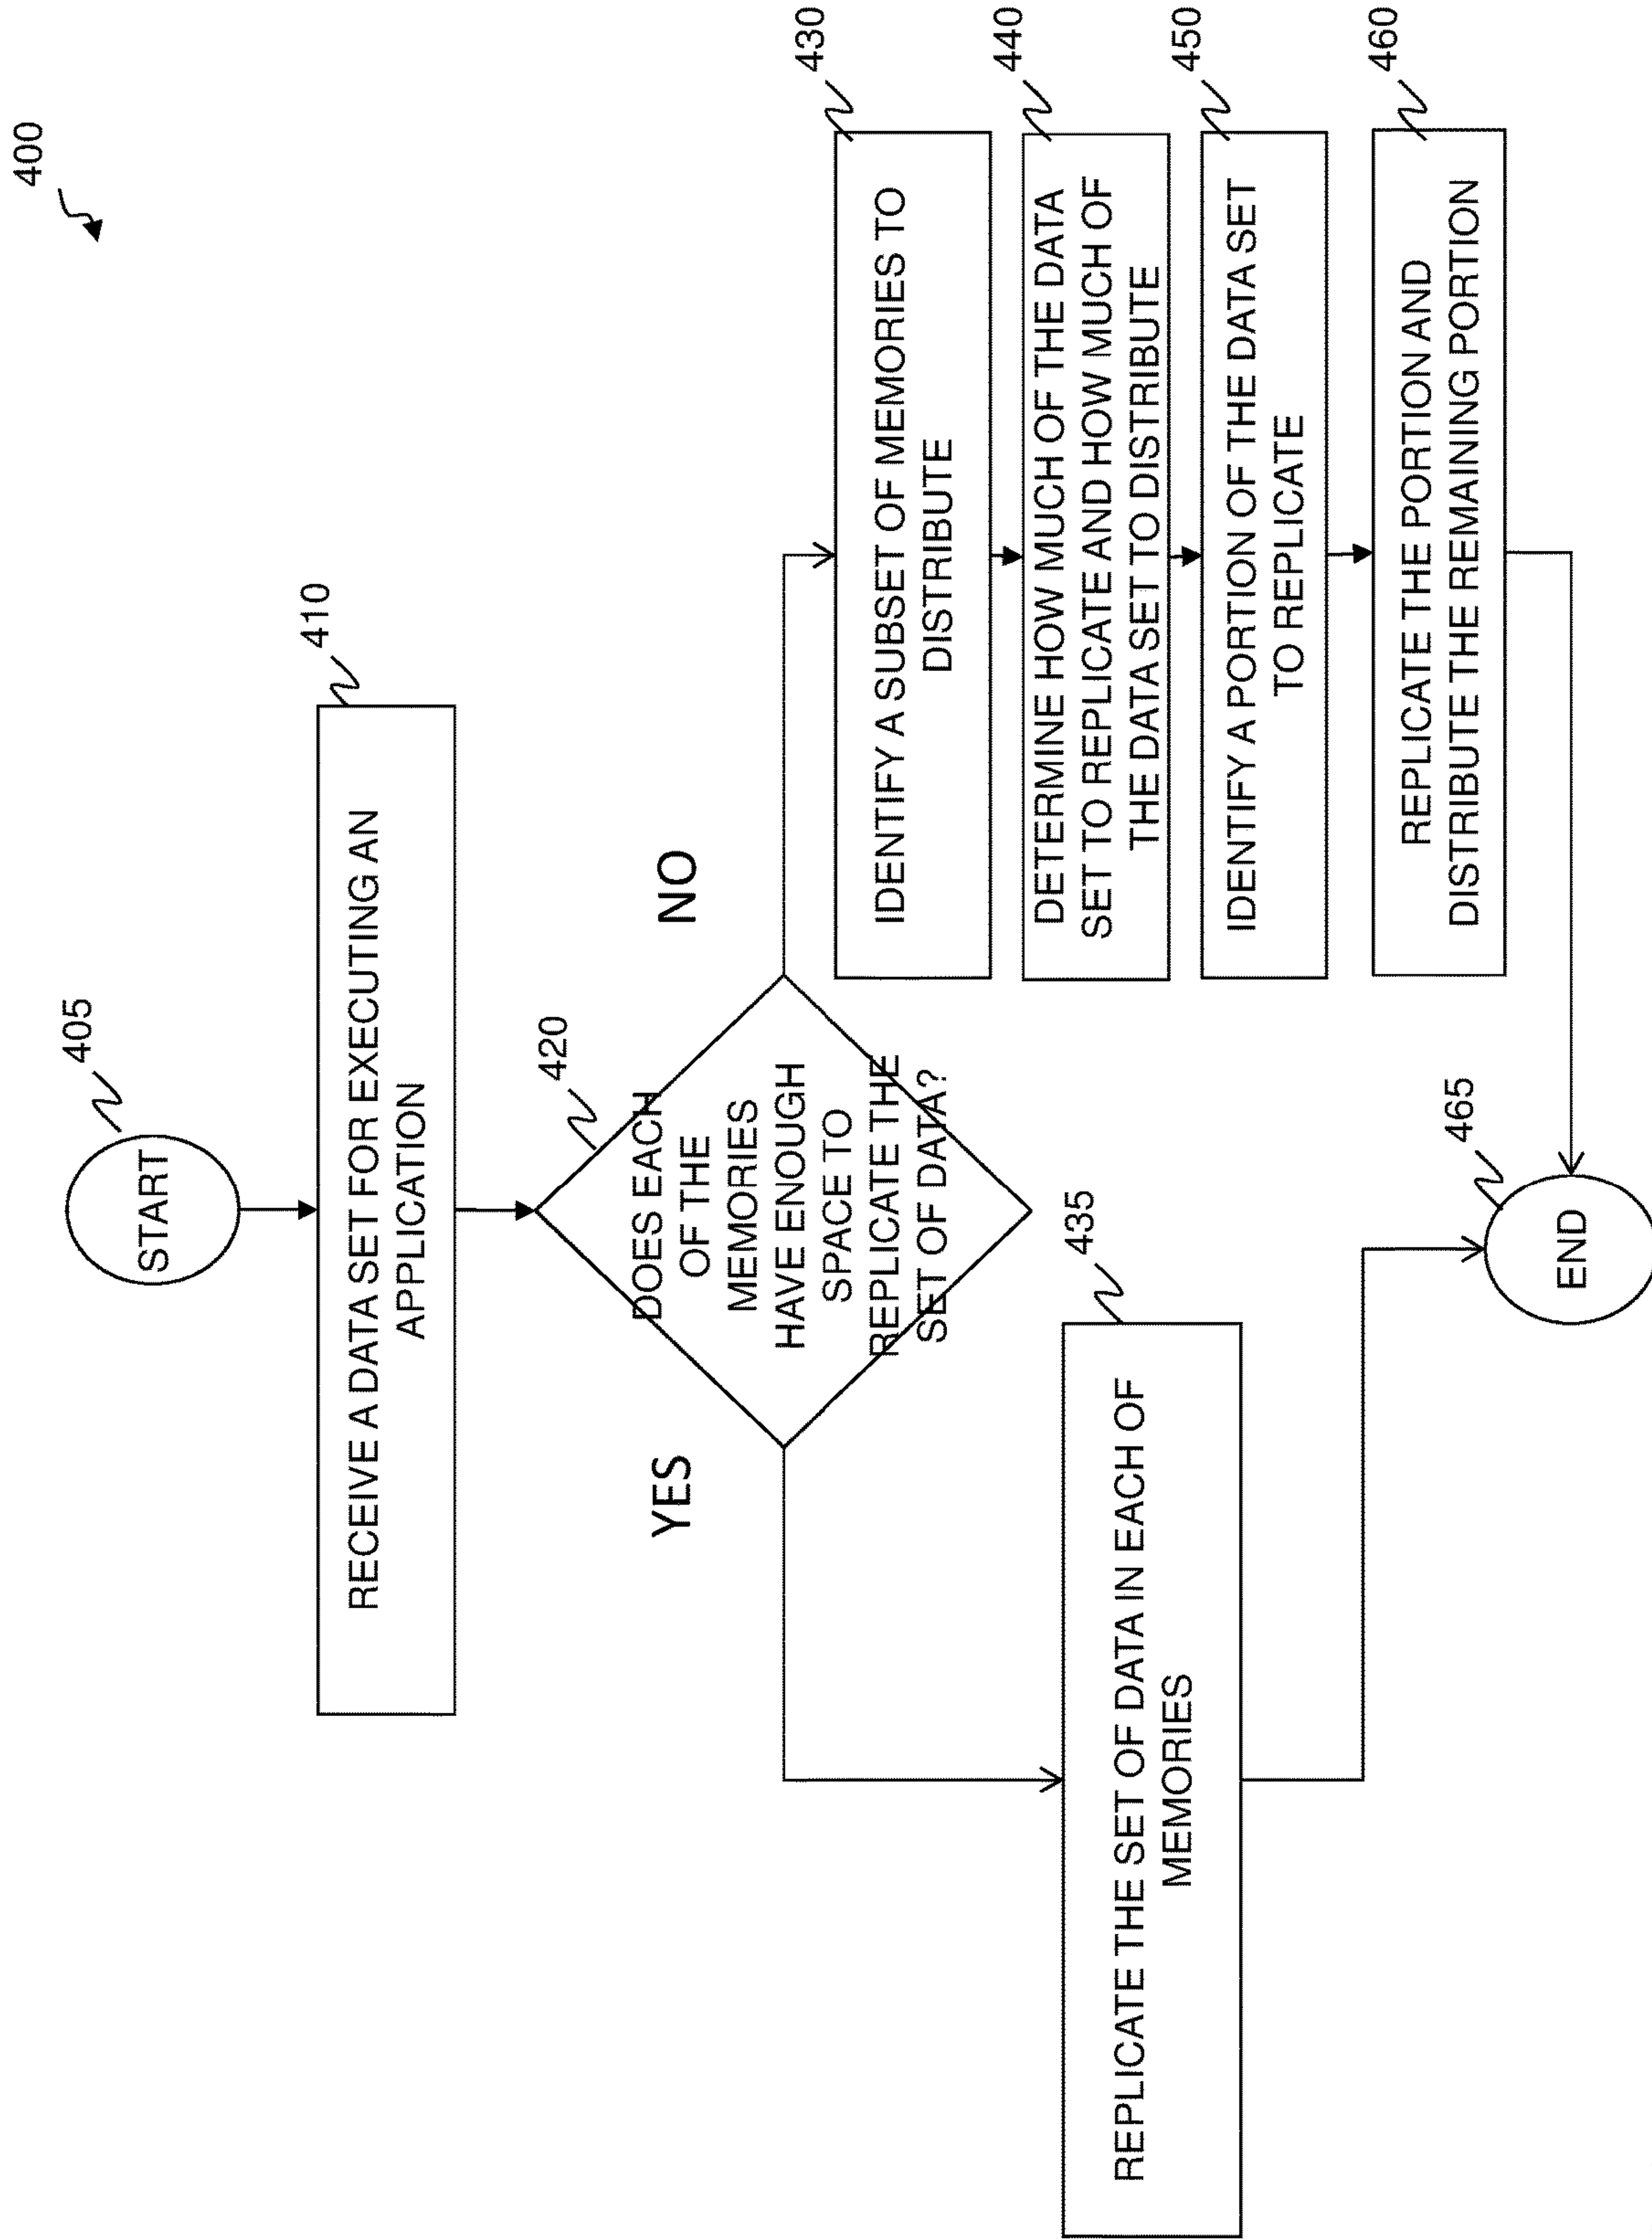 400
405
START
410
RECEIVE A DATA SET FOR EXECUTING AN
APPLICATION
420
DOES EACH
OF THE
MEMORIES
HAVE ENOUGH
SPACE TO
REPLICATE THE
SET OF DATA?
YES
NO
430
IDENTIFY A SUBSET OF MEMORIES TO
DISTRIBUTE
440
DETERMINE HOW MUCH OF THE DATA
SET TO REPLICATE AND HOW MUCH OF
THE DATA SET TO DISTRIBUTE
435
REPLICATE THE SET OF DATA IN EACH OF
MEMORIES
450
IDENTIFY A PORTION OF THE DATA SET
TO REPLICATE
460
REPLICATE THE PORTION AND
DISTRIBUTE THE REMAINING PORTION
465
END